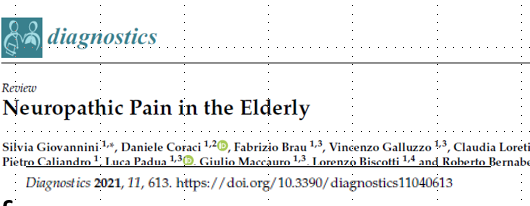 diagnostics
Review
Neuropathic Pain in the Elderly
Silvia Giovannini 1,*, Daniele Coraci 1,2, Fabrizio Brau 1,3, Vincenzo Galluzzo 1,3, Claudia Loreti
Pietro Caliandro 1, Luca Padua 1,3, Giulio Maccauro 1,3, Lorenzo Biscotti 1,4 and Roberto Bernabe
Diagnostics 2021, 11, 613. https://doi.org/10.3390/diagnostics11040613